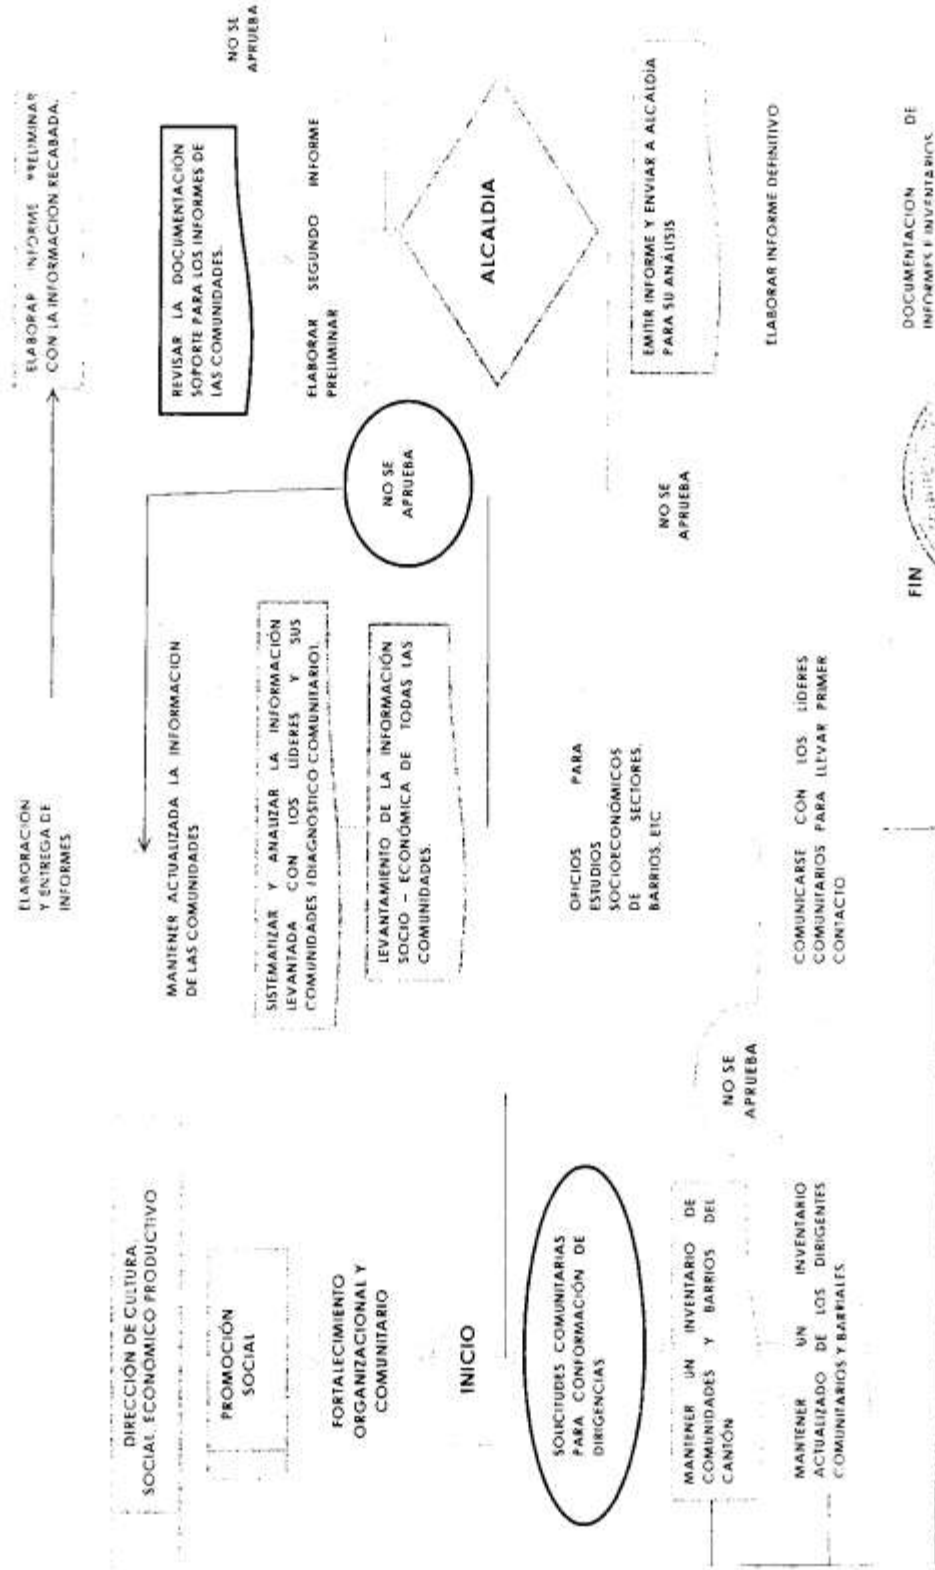 DIRECCIÓN DE CULTURA,
SOCIAL, ECONÓMICO PRODUCTIVO
PROMOCIÓN
SOCIAL
FORTALECIMIENTO
ORGANIZACIONAL Y
COMUNITARIO
INICIO
SOLICITUDES COMUNITARIAS
PARA CONFORMACIÓN DE
DIRIGENCIAS
MANTENER UN INVENTARIO DE
COMUNIDADES Y BARRIOS DEL
CANTÓN
MANTENER UN INVENTARIO
ACTUALIZADO DE LOS DIRIGENTES
COMUNITARIOS Y BARRIALES
NO SE
APRUEBA
ELABORACION
Y ENTREGA DE
INFORMES
MANTENER ACTUALIZADA LA INFORMACION
DE LAS COMUNIDADES
SISTEMATIZAR Y ANALIZAR LA INFORMACIÓN
LEVANTADA CON LOS LÍDERES Y SUS
COMUNIDADES (DIAGNOSTICO COMUNITARIO).
LEVANTAMIENTO DE LA INFORMACIÓN
SOCIO – ECONÓMICA DE TODAS LAS
COMUNIDADES.
OFICIOS PARA
ESTUDIOS
SOCIOECONÓMICOS
DE SECTORES,
BARRIOS, ETC
COMUNICARSE CON LOS LÍDERES
COMUNITARIOS PARA LLEVAR PRIMER
CONTACTO
NO SE
APRUEBA
NO SE
APRUEBA
FIN
ELABORAR INFORME PRELIMINAR
CON LA INFORMACION RECABADA.
REVISAR LA DOCUMENTACIÓN
SOPORTE PARA LOS INFORMES DE
LAS COMUNIDADES.
NO SE
APRUEBA
ELABORAR SEGUNDO INFORME
PRELIMINAR
ALCALDIA
EMITIR INFORME Y ENVIAR A ALCALDIA
PARA SU ANÁLISIS
ELABORAR INFORME DEFINITIVO
DOCUMENTACION DE
INFORMES E INVENTARIOS